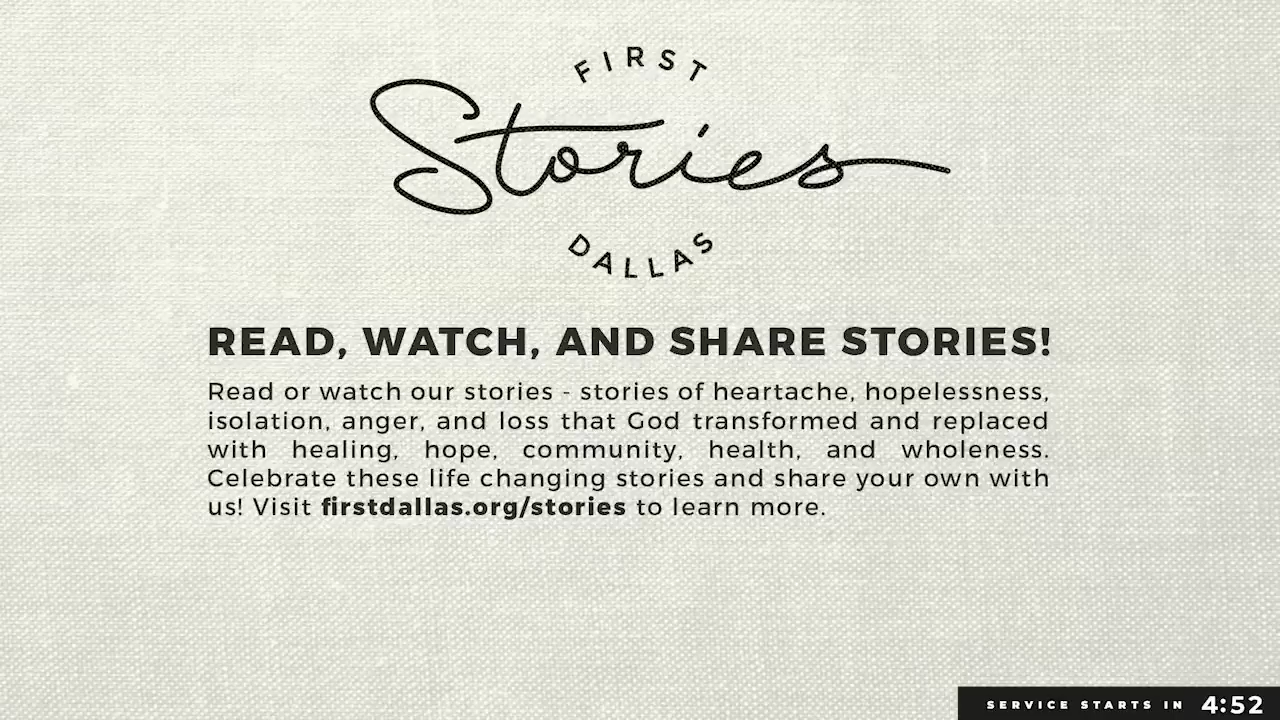 FIRST
Stories
DALLAS
READ, WATCH, AND SHARE STORIES!
Read or watch our stories - stories of heartache, hopelessness,
isolation, anger, and loss that God transformed and replaced
with healing, hope, community, health, and wholeness.
Celebrate these life changing stories and share your own with
us! Visit firstdallas.org/stories to learn more.
SERVICE STARTS IN 4:52